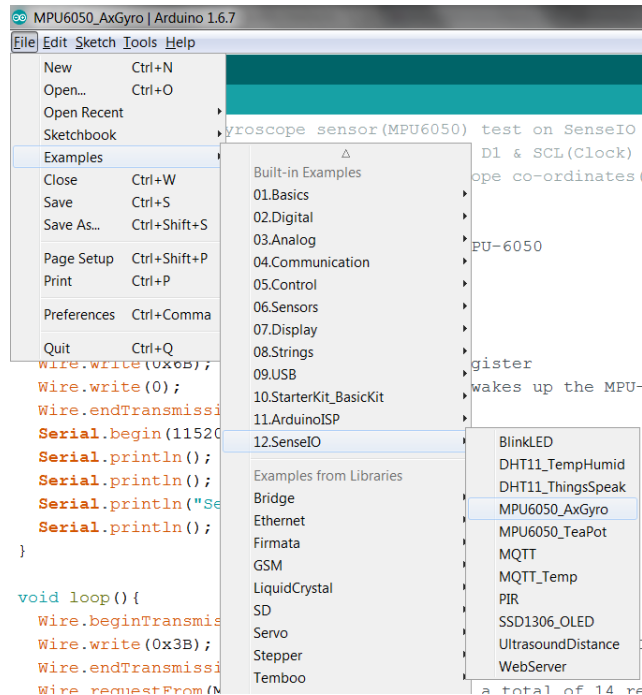 MPU6050_AxGyro | Arduino 1.6.7
File Edit Sketch Tools Help
New Ctrl+N
Open... Ctrl+O
Open Recent
Sketchbook
Examples
Close Ctrl+W
Save Ctrl+S
Save As... Ctrl+Shift+S
Page Setup Ctrl+Shift+P
Print Ctrl+P
Preferences Ctrl+Comma
Quit Ctrl+Q
Built-in Examples
01.Basics
02.Digital
03.Analog
04.Communication
05.Control
06.Sensors
07.Display
08.Strings
09.USB
10.StarterKit_BasicKit
11.ArduinoISP
12.SenseIO
Examples from Libraries
Bridge
Ethernet
Firmata
GSM
LiquidCrystal
SD
Servo
Stepper
Temboo
BlinkLED
DHT11_TempHumid
DHT11_ThingsSpeak
MPU6050_AxGyro
MPU6050_TeaPot
MQTT
MQTT_Temp
PIR
SSD1306_OLED
UltrasoundDistance
WebServer
yroscope sensor(MPU6050) test on SenseIO
D1 & SCL(Clock)
ope co-ordinates(
PU-6050
Wire.write(0x6B); gister
Wire.write(0); wakes up the MPU-
Wire.endTransmissi
Serial.begin(11520
Serial.println();
Serial.println();
Serial.println("Se
Serial.println();
}
void loop(){
Wire.beginTransmis
Wire.write(0x3B);
Wire.endTransmissi
Wire.requestFrom(M a total of 14 re